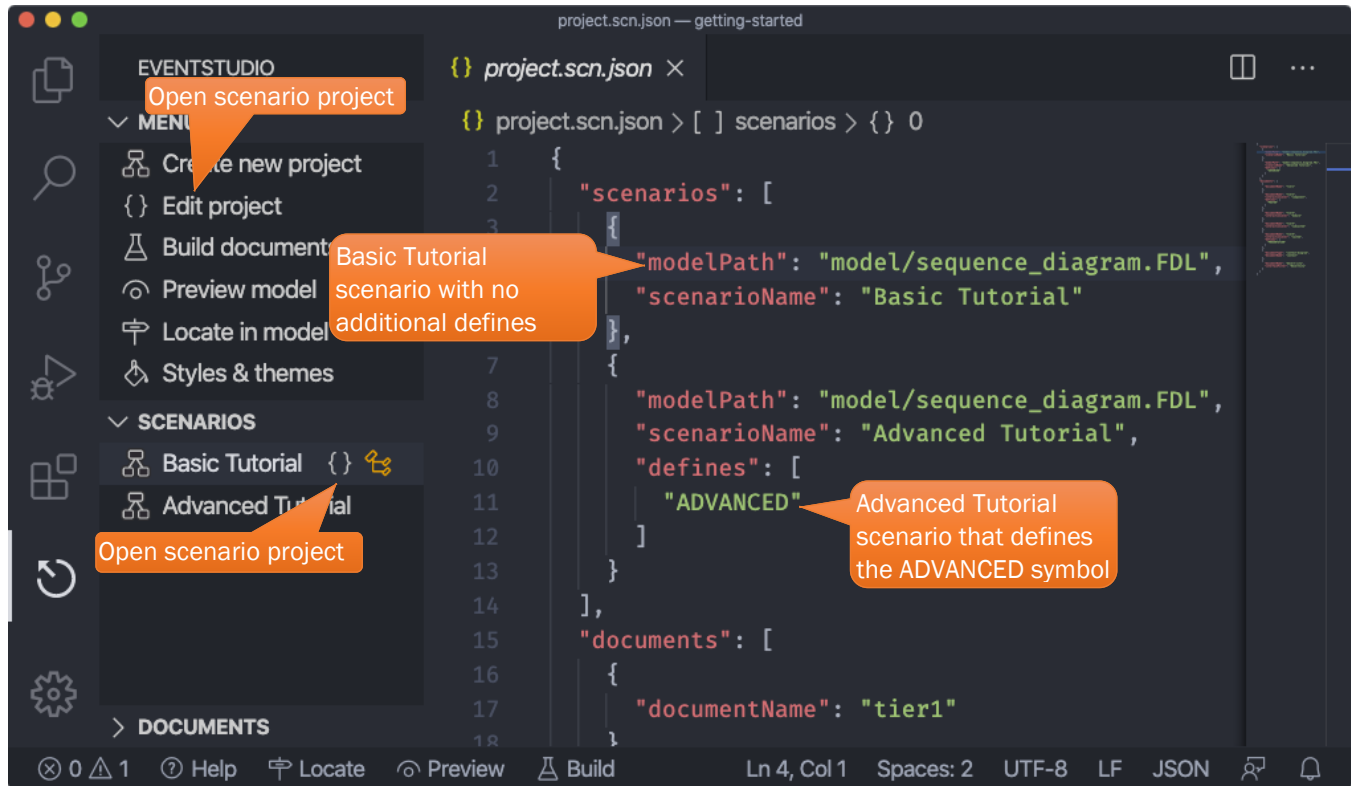 project.scn.json — getting-started
EVENTSTUDIO
Open scenario project
MENU
Create new project
{ } Edit project
Build documents
Preview model
Locate in model
Styles & themes
SCENARIOS
Basic Tutorial { }
Advanced Tutorial
Open scenario project
DOCUMENTS
{} project.scn.json ×
...
{} project.scn.json > [ ] scenarios > { } 0
1 {
2 "scenarios": [
3 {
"modelPath": "model/sequence_diagram.FDL",
"scenarioName": "Basic Tutorial"
},
7 {
8 "modelPath": "model/sequence_diagram.FDL",
9 "scenarioName": "Advanced Tutorial",
10 "defines": [
11 "ADVANCED"
12 ]
13 }
14 ],
15 "documents": [
16 {
17 "documentName": "tier1"
18 }
Basic Tutorial
scenario with no
additional defines
Advanced Tutorial
scenario that defines
the ADVANCED symbol
0 1 Help Locate Preview Build Ln 4, Col 1 Spaces: 2 UTF-8 LF JSON